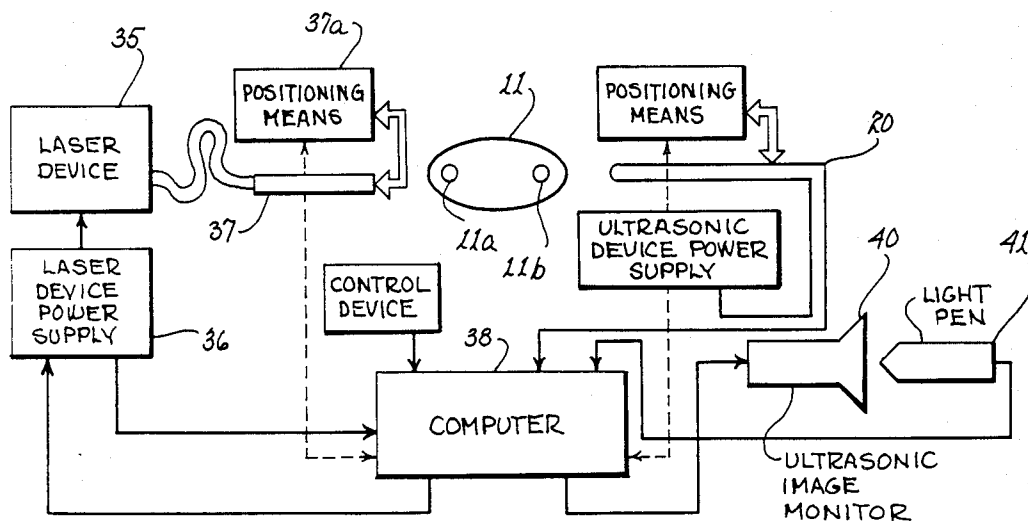 35
37a
LASER
DEVICE
POSITIONING
MEANS
11
POSITIONING
MEANS
20
37
11a
11b
LASER
DEVICE
POWER
SUPPLY
36
CONTROL
DEVICE
ULTRASONIC
DEVICE POWER
SUPPLY
40
41
LIGHT
PEN
38
COMPUTER
ULTRASONIC
IMAGE
MONITOR